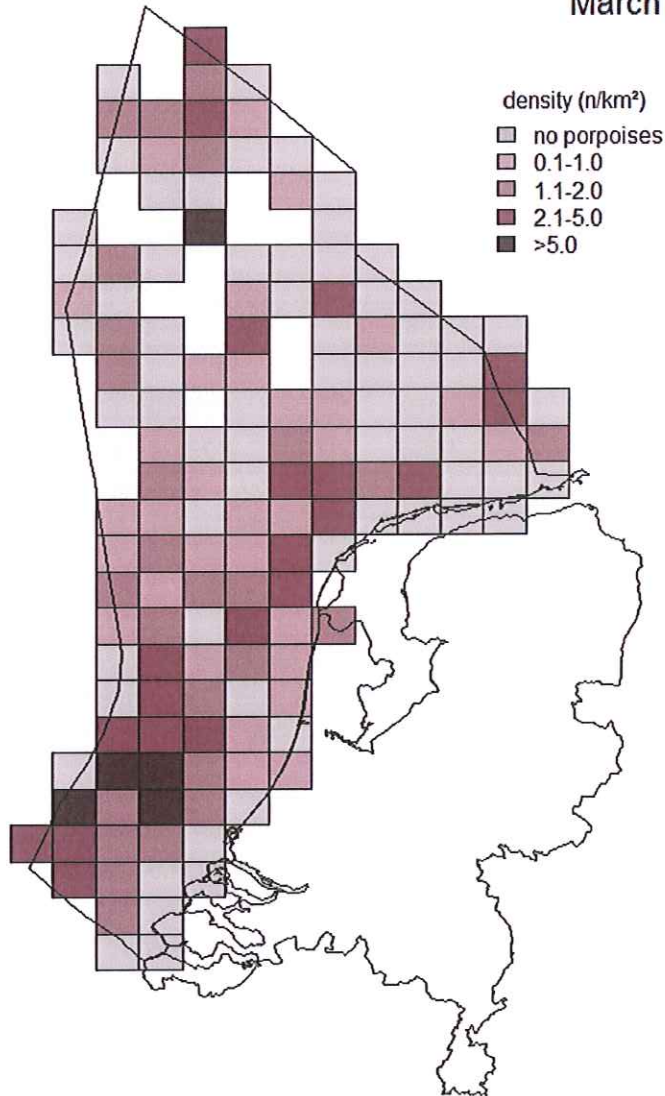 March
density (n/km²)
no porpoises
0.1-1.0
1.1-2.0
2.1-5.0
>5.0